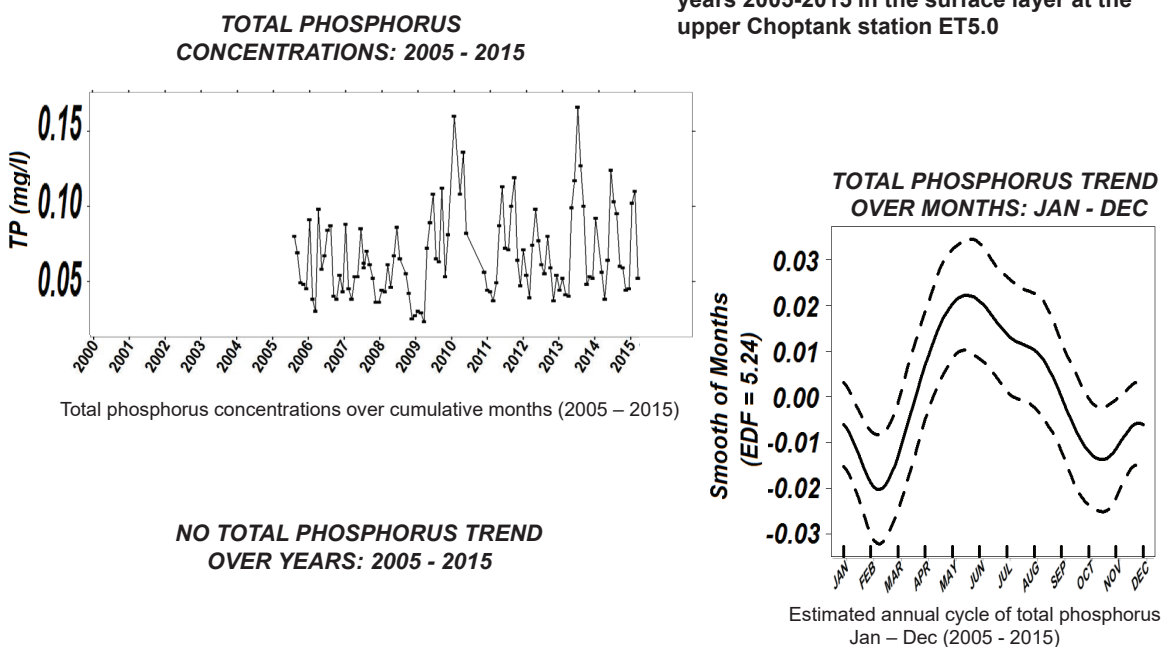 years 2005-2015 in the surface layer at the
upper Choptank station ET5.0
TOTAL PHOSPHORUS
CONCENTRATIONS: 2005 - 2015
TP (mg/l)
0.15
0.10
0.05
2000
2001
2002
2003
2004
2005
2006
2007
2008
2009
2010
2011
2012
2013
2014
2015
Total phosphorus concentrations over cumulative months (2005 – 2015)
NO TOTAL PHOSPHORUS TREND
OVER YEARS: 2005 - 2015
TOTAL PHOSPHORUS TREND
OVER MONTHS: JAN - DEC
Smooth of Months
(EDF = 5.24)
0.03
0.02
0.01
0.00
-0.01
-0.02
-0.03
JAN
FEB
MAR
APR
MAY
JUN
JUL
AUG
SEP
OCT
NOV
DEC
Estimated annual cycle of total phosphorus
Jan – Dec (2005 - 2015)